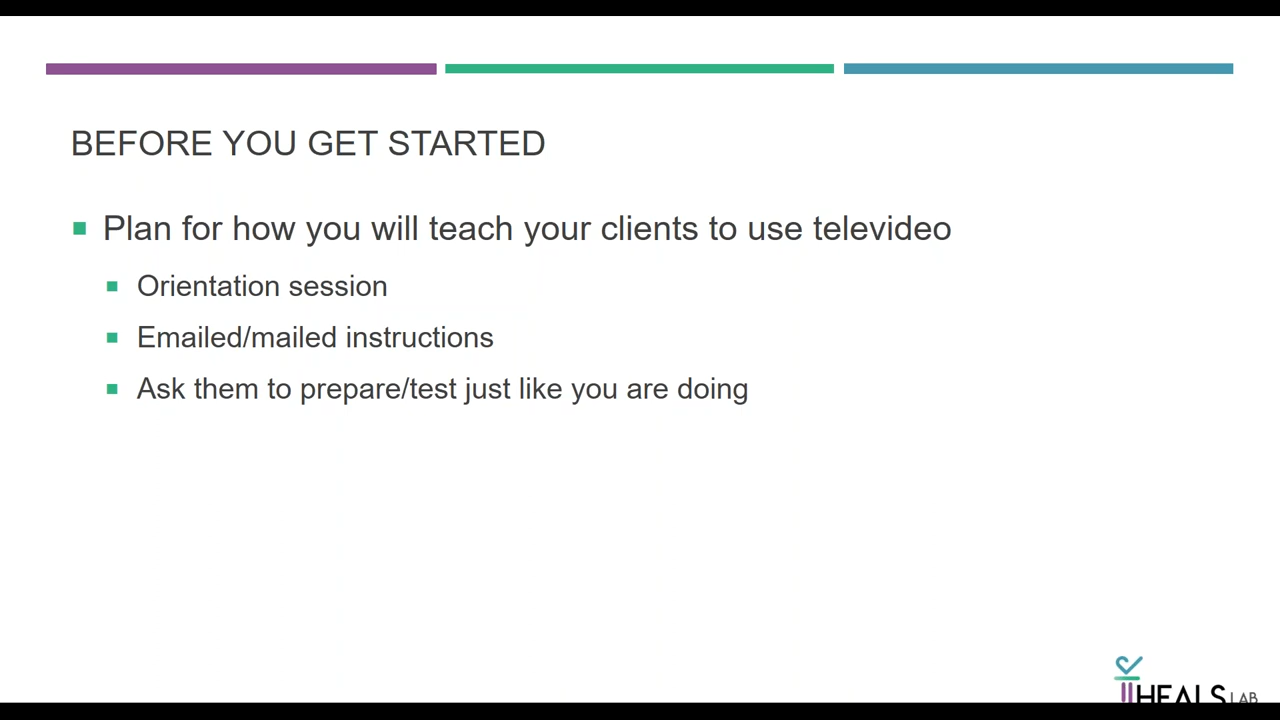 BEFORE YOU GET STARTED
Plan for how you will teach your clients to use televideo
Orientation session
Emailed/mailed instructions
Ask them to prepare/test just like you are doing
HEALS LAB